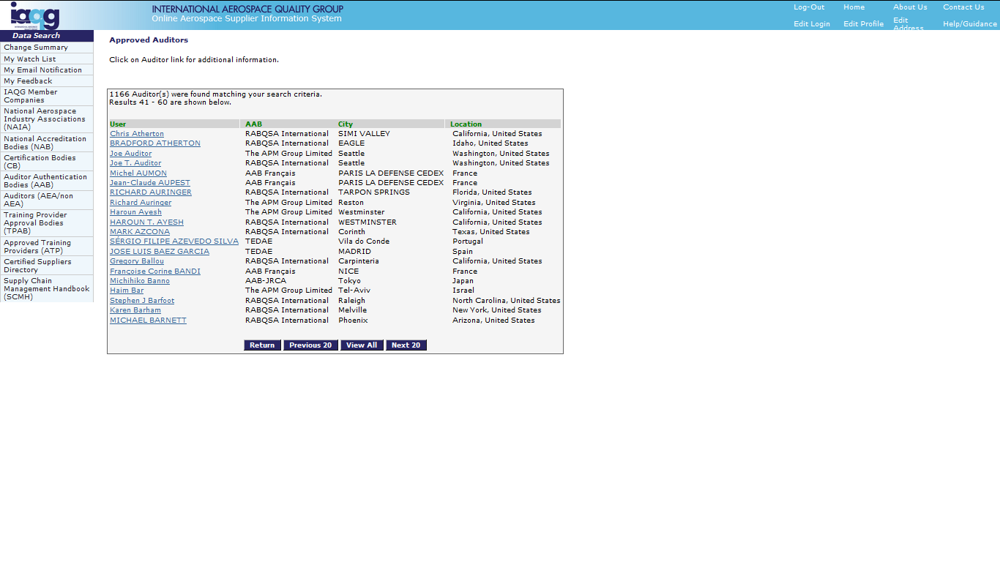 iaqg
INTERNATIONAL AEROSPACE QUALITY GROUP
Online Aerospace Supplier Information System
Log-Out Home About Us Contact Us
Edit Login Edit Profile Edit Address Help/Guidance
Data Search
Change Summary
My Watch List
My Email Notification
My Feedback
IAQG Member
Companies
National Aerospace
Industry Associations
(NAIA)
National Accreditation
Bodies (NAB)
Certification Bodies
(CB)
Auditor Authentication
Bodies (AAB)
Auditors (AEA/non
AEA)
Training Provider
Approval Bodies
(TPAB)
Approved Training
Providers (ATP)
Certified Suppliers
Directory
Supply Chain
Management Handbook
(SCMH)
Approved Auditors
Click on Auditor link for additional information.
1166 Auditor(s) were found matching your search criteria.
Results 41 - 60 are shown below.
User AAB City Location
Chris Atherton RABQSA International SIMI VALLEY California, United States
BRADFORD ATHERTON RABQSA International EAGLE Idaho, United States
Joe Auditor The APM Group Limited Seattle Washington, United States
Joe T. Auditor RABQSA International Seattle Washington, United States
Michel AUMON AAB Français PARIS LA DEFENSE CEDEX France
Jean-Claude AUPEST AAB Français PARIS LA DEFENSE CEDEX France
RICHARD AURINGER RABQSA International TARPON SPRINGS Florida, United States
Richard Auringer The APM Group Limited Reston Virginia, United States
Haroun Ayesh The APM Group Limited Westminster California, United States
HAROUN T. AYESH RABQSA International WESTMINSTER California, United States
MARK AZCONA RABQSA International Corinth Texas, United States
SÉRGIO FILIPE AZEVEDO SILVA TEDAE Vila do Conde Portugal
JOSE LUIS BAEZ GARCIA TEDAE MADRID Spain
Gregory Ballou RABQSA International Carpinteria California, United States
Françoise Corine BANDI AAB Français NICE France
Michihiko Banno AAB-JRCA Tokyo Japan
Haim Bar The APM Group Limited Tel-Aviv Israel
Stephen J Barfoot RABQSA International Raleigh North Carolina, United States
Karen Barham RABQSA International Melville New York, United States
MICHAEL BARNETT RABQSA International Phoenix Arizona, United States
Return Previous 20 View All Next 20